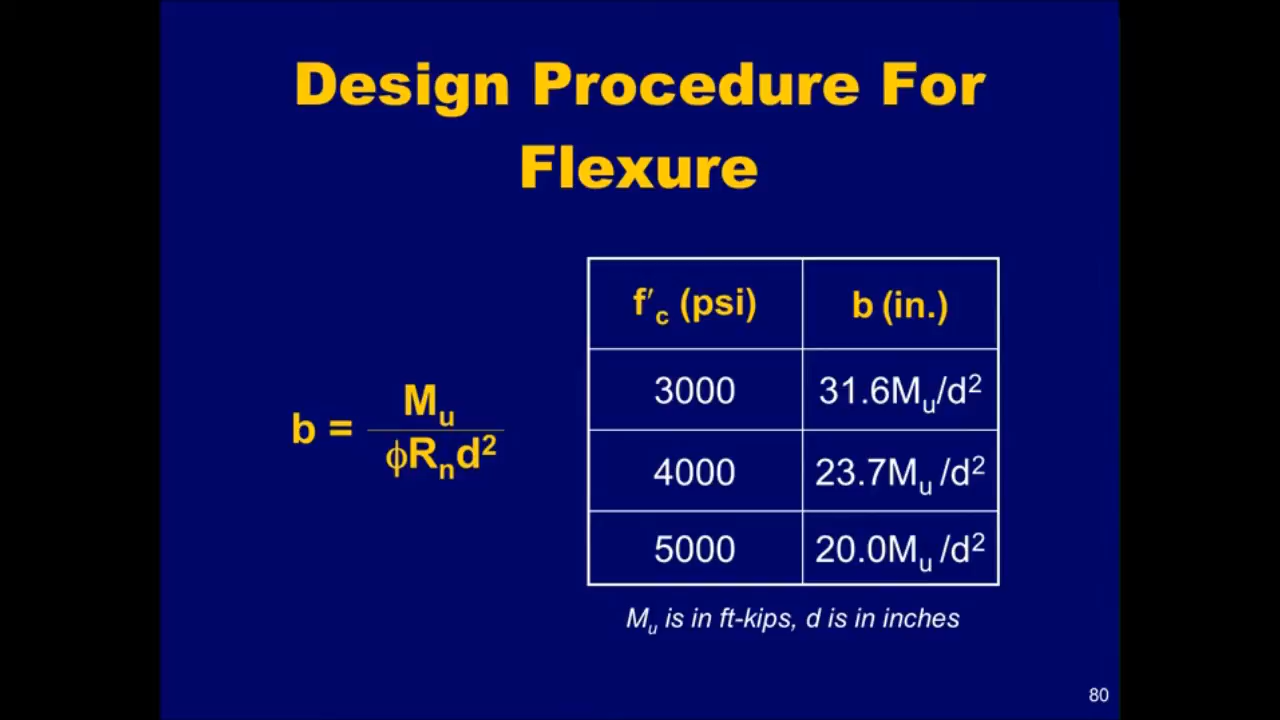 Design Procedure For
Flexure
b = Mu
ϕRnd²
f′c (psi) b (in.)
3000 31.6Mu/d²
4000 23.7Mu /d²
5000 20.0Mu /d²
Mu is in ft-kips, d is in inches
80